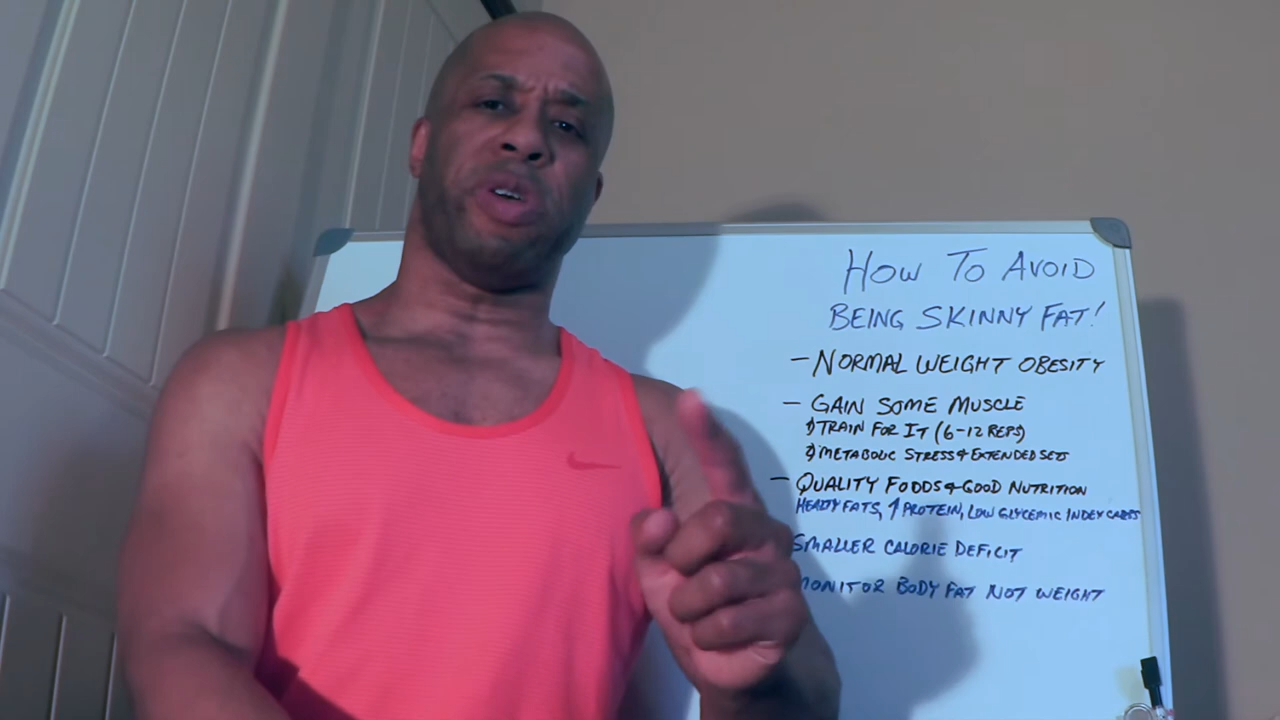 HOW TO AVOID
BEING SKINNY FAT!
- NORMAL WEIGHT OBESITY
- GAIN SOME MUSCLE
1) TRAIN FOR IT (6-12 REPS)
2) METABOLIC STRESS & EXTENDED SETS
- QUALITY FOODS & GOOD NUTRITION
HEALTY FATS, ↑ PROTEIN, LOW GLYCEMIC INDEX CARBS
SMALLER CALORIE DEFICIT
MONITOR BODY FAT NOT WEIGHT